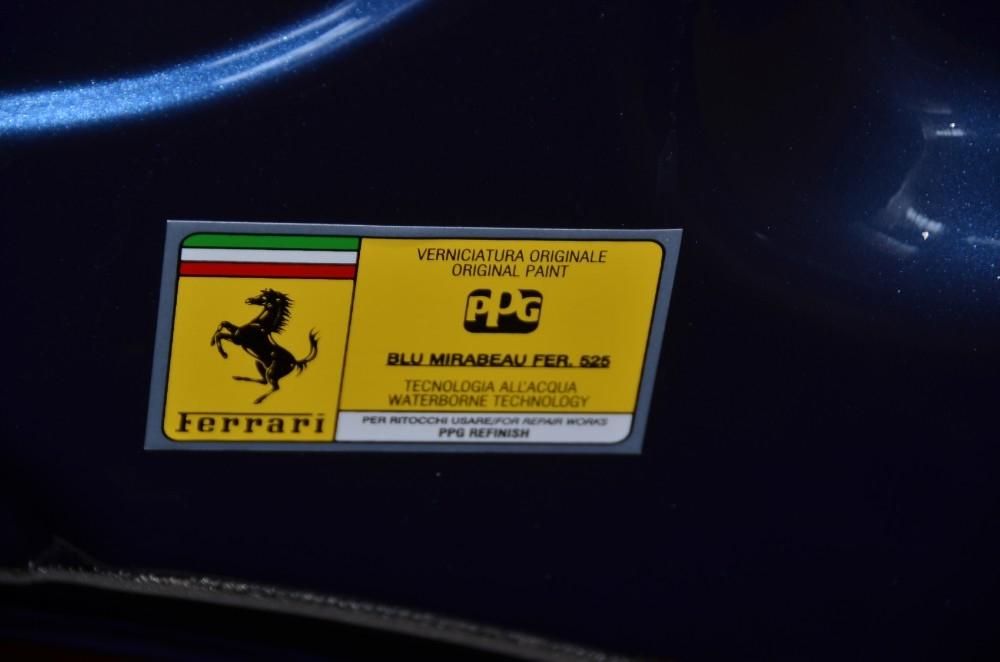 Ferrari
VERNICIATURA ORIGINALE
ORIGINAL PAINT
PPG
BLU MIRABEAU FER. 525
TECNOLOGIA ALL'ACQUA
WATERBORNE TECHNOLOGY
PER RITOCCHI USARE/FOR REPAIR WORKS
PPG REFINISH